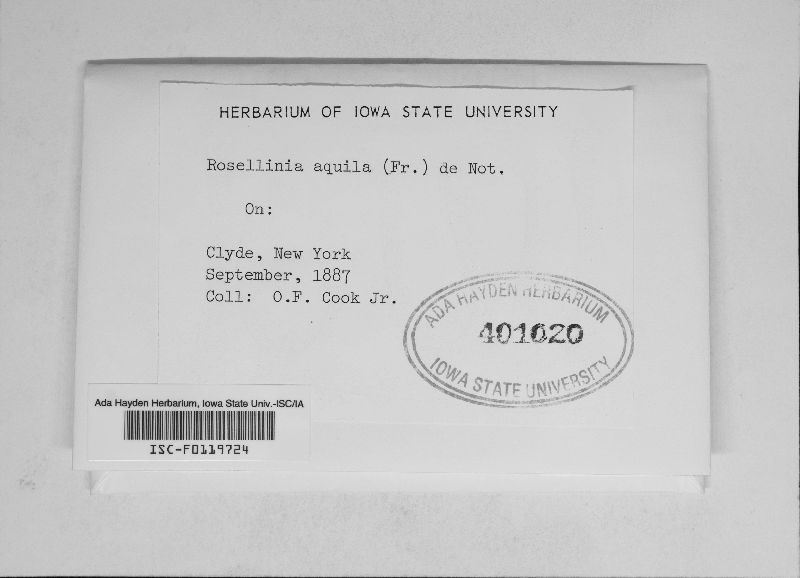 HERBARIUM OF IOWA STATE UNIVERSITY
Rosellinia aquila (Fr.) de Not.
On:
Clyde, New York
September, 1887
Coll: O.F. Cook Jr.
ADA HAYDEN HERBARIUM
401020
IOWA STATE UNIVERSITY
Ada Hayden Herbarium, Iowa State Univ.-ISC/IA
ISC-F0119724